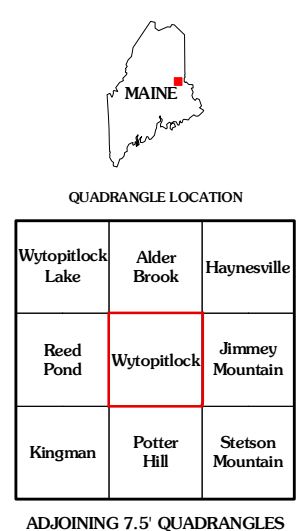 MAINE
QUADRANGLE LOCATION
Wytopitlock
Lake
Alder
Brook
Haynesville
Reed
Pond
Wytopitlock
Jimmey
Mountain
Kingman
Potter
Hill
Stetson
Mountain
ADJOINING 7.5' QUADRANGLES